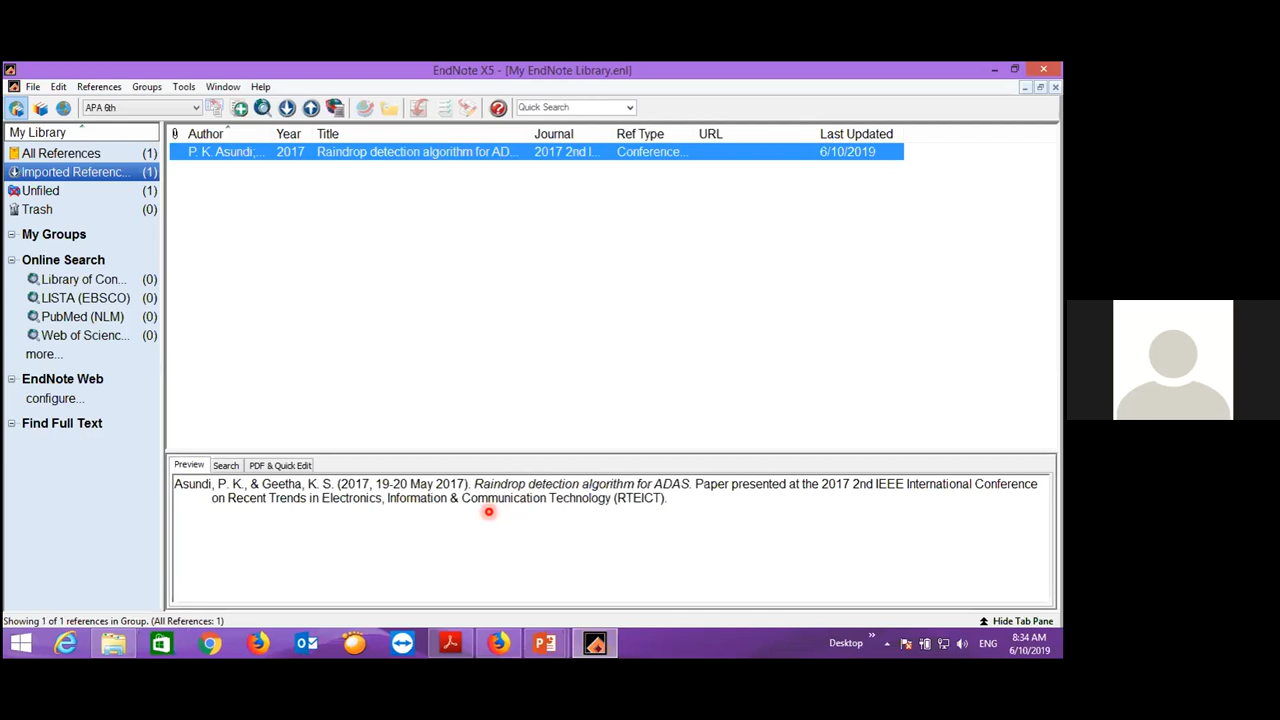 EndNote X5 - [My EndNote Library.enl]
File Edit References Groups Tools Window Help
APA 6th Quick Search
My Library
All References (1)
Imported Referenc... (1)
Unfiled (1)
Trash (0)
My Groups
Online Search
Library of Con... (0)
LISTA (EBSCO) (0)
PubMed (NLM) (0)
Web of Scienc... (0)
more...
EndNote Web
configure...
Find Full Text
Author Year Title Journal Ref Type URL Last Updated
P. K. Asundi;... 2017 Raindrop detection algorithm for AD... 2017 2nd I... Conference... 6/10/2019
Preview Search PDF & Quick Edit
Asundi, P. K., & Geetha, K. S. (2017, 19-20 May 2017). Raindrop detection algorithm for ADAS. Paper presented at the 2017 2nd IEEE International Conference
on Recent Trends in Electronics, Information & Communication Technology (RTEICT).
Showing 1 of 1 references in Group. (All References: 1)
Hide Tab Pane
Desktop ENG 8:34 AM
6/10/2019